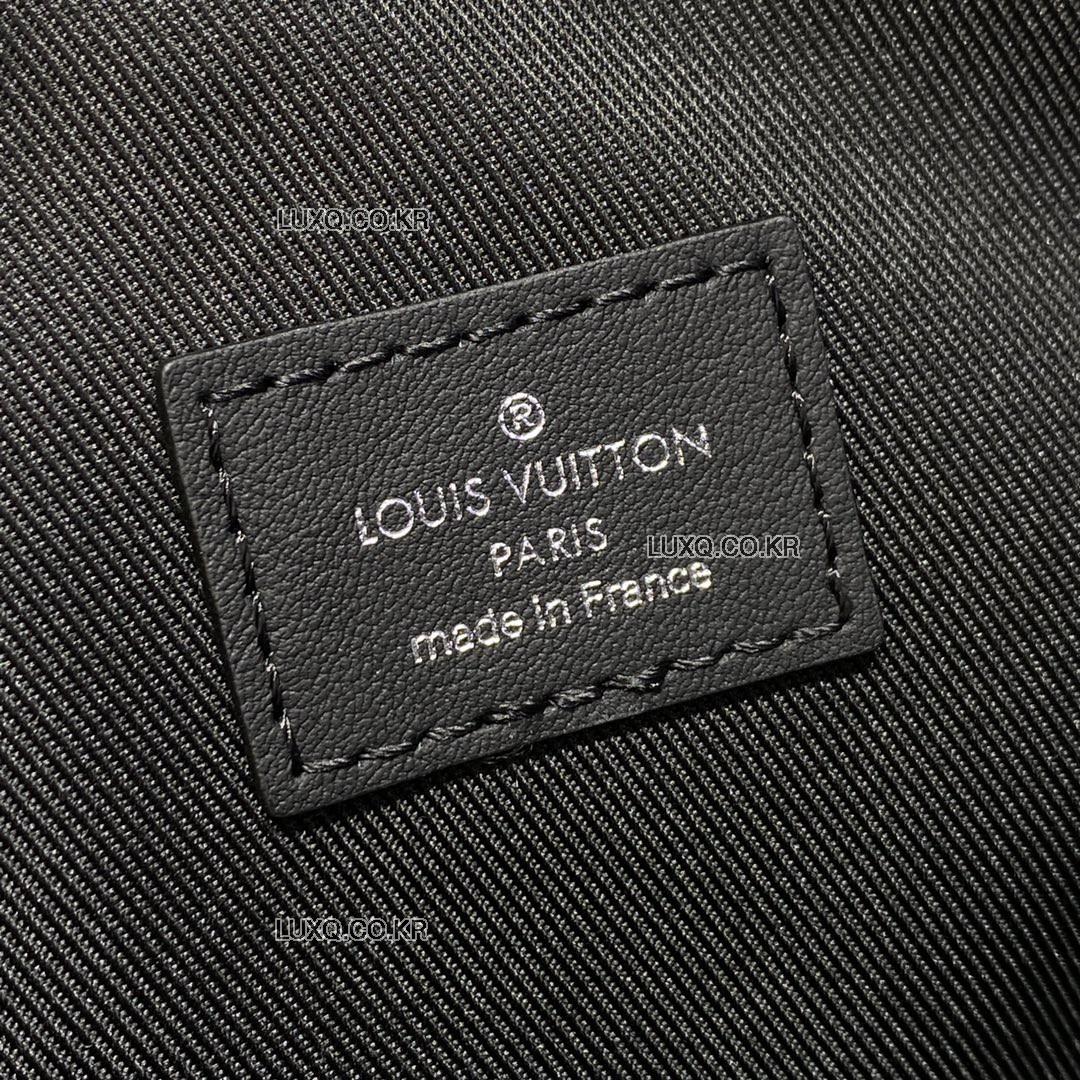 LUXQ.CO.KR
®
LOUIS VUITTON
PARIS
LUXQ.CO.KR
made in France
LUXQ.CO.KR